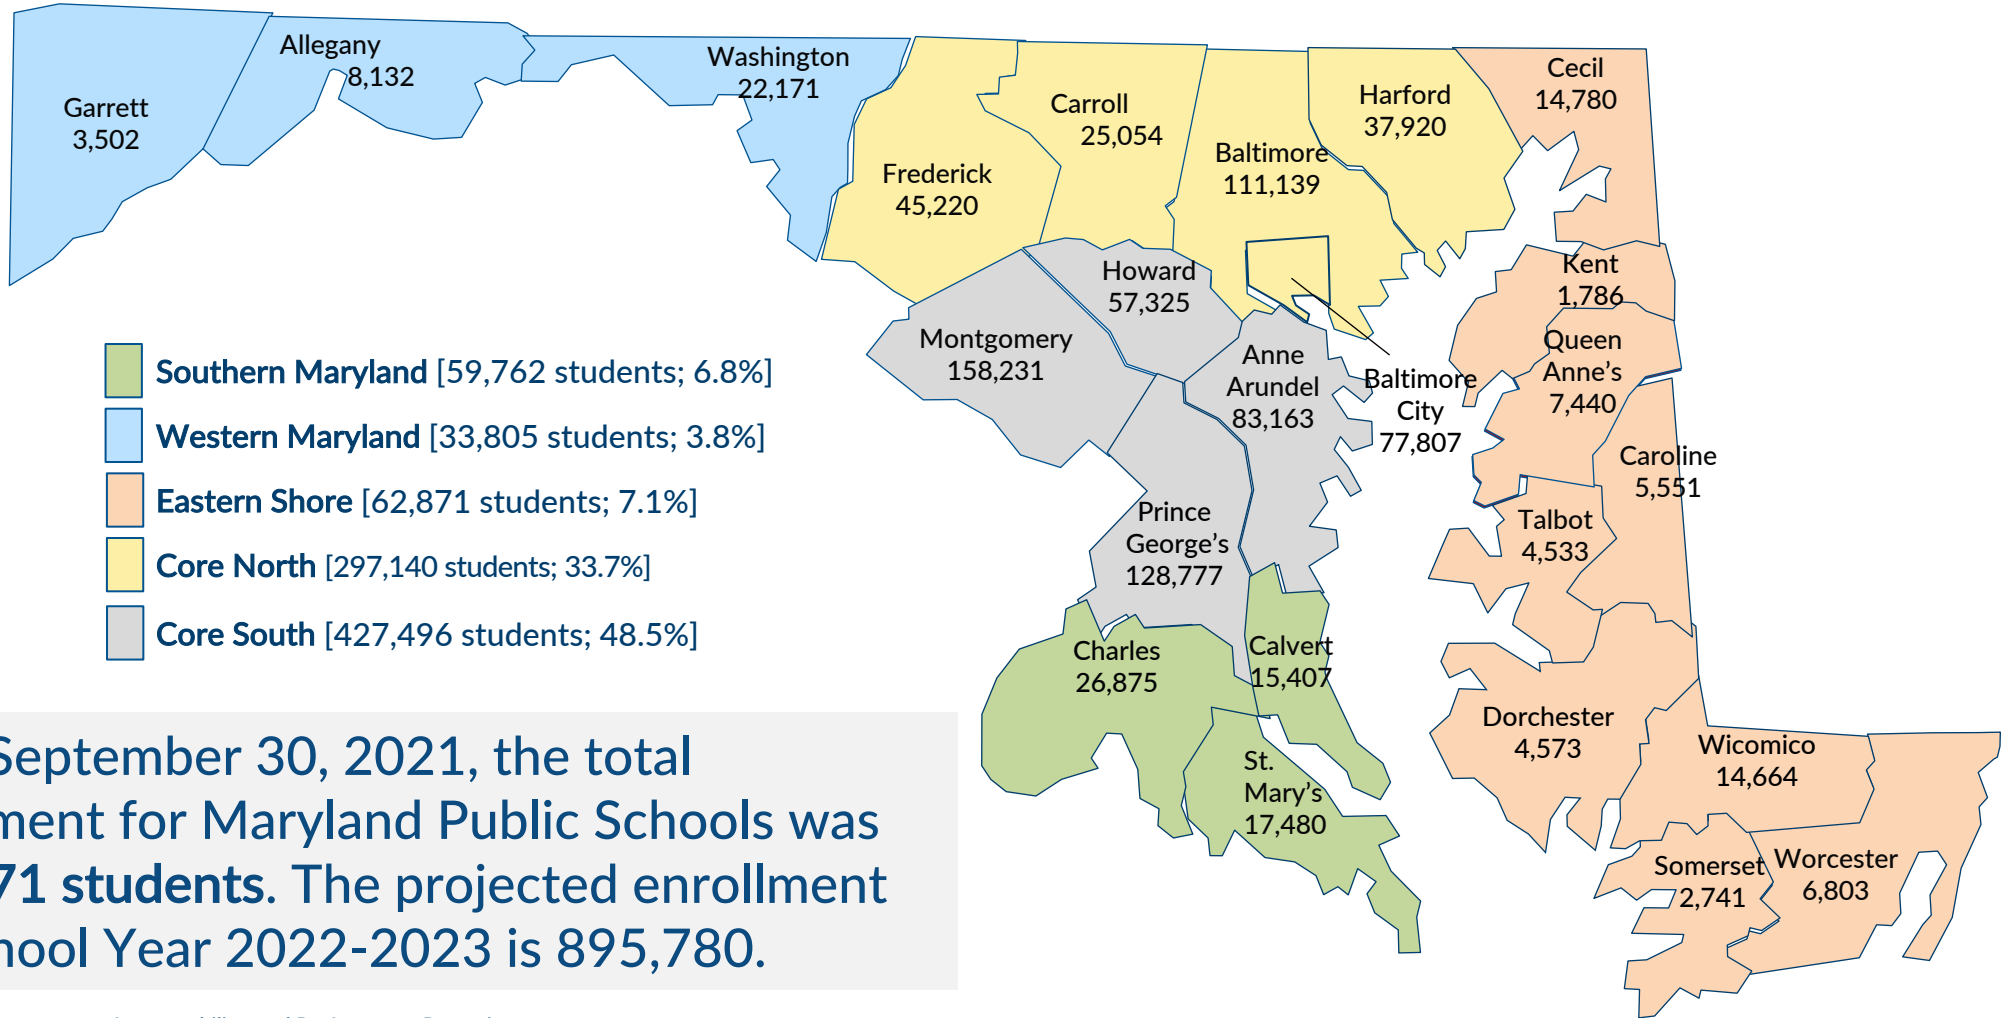 Garrett
3,502
Allegany
8,132
Washington
22,171
Frederick
45,220
Carroll
25,054
Baltimore
111,139
Harford
37,920
Cecil
14,780
Kent
1,786
Queen
Anne's
7,440
Caroline
5,551
Talbot
4,533
Howard
57,325
Montgomery
158,231
Anne
Arundel
83,163
Baltimore
City
77,807
Prince
George's
128,777
Charles
26,875
Calvert
15,407
St.
Mary's
17,480
Dorchester
4,573
Wicomico
14,664
Somerset
2,741
Worcester
6,803
Southern Maryland [59,762 students; 6.8%]
Western Maryland [33,805 students; 3.8%]
Eastern Shore [62,871 students; 7.1%]
Core North [297,140 students; 33.7%]
Core South [427,496 students; 48.5%]
September 30, 2021, the total
ment for Maryland Public Schools was
71 students. The projected enrollment
hool Year 2022-2023 is 895,780.